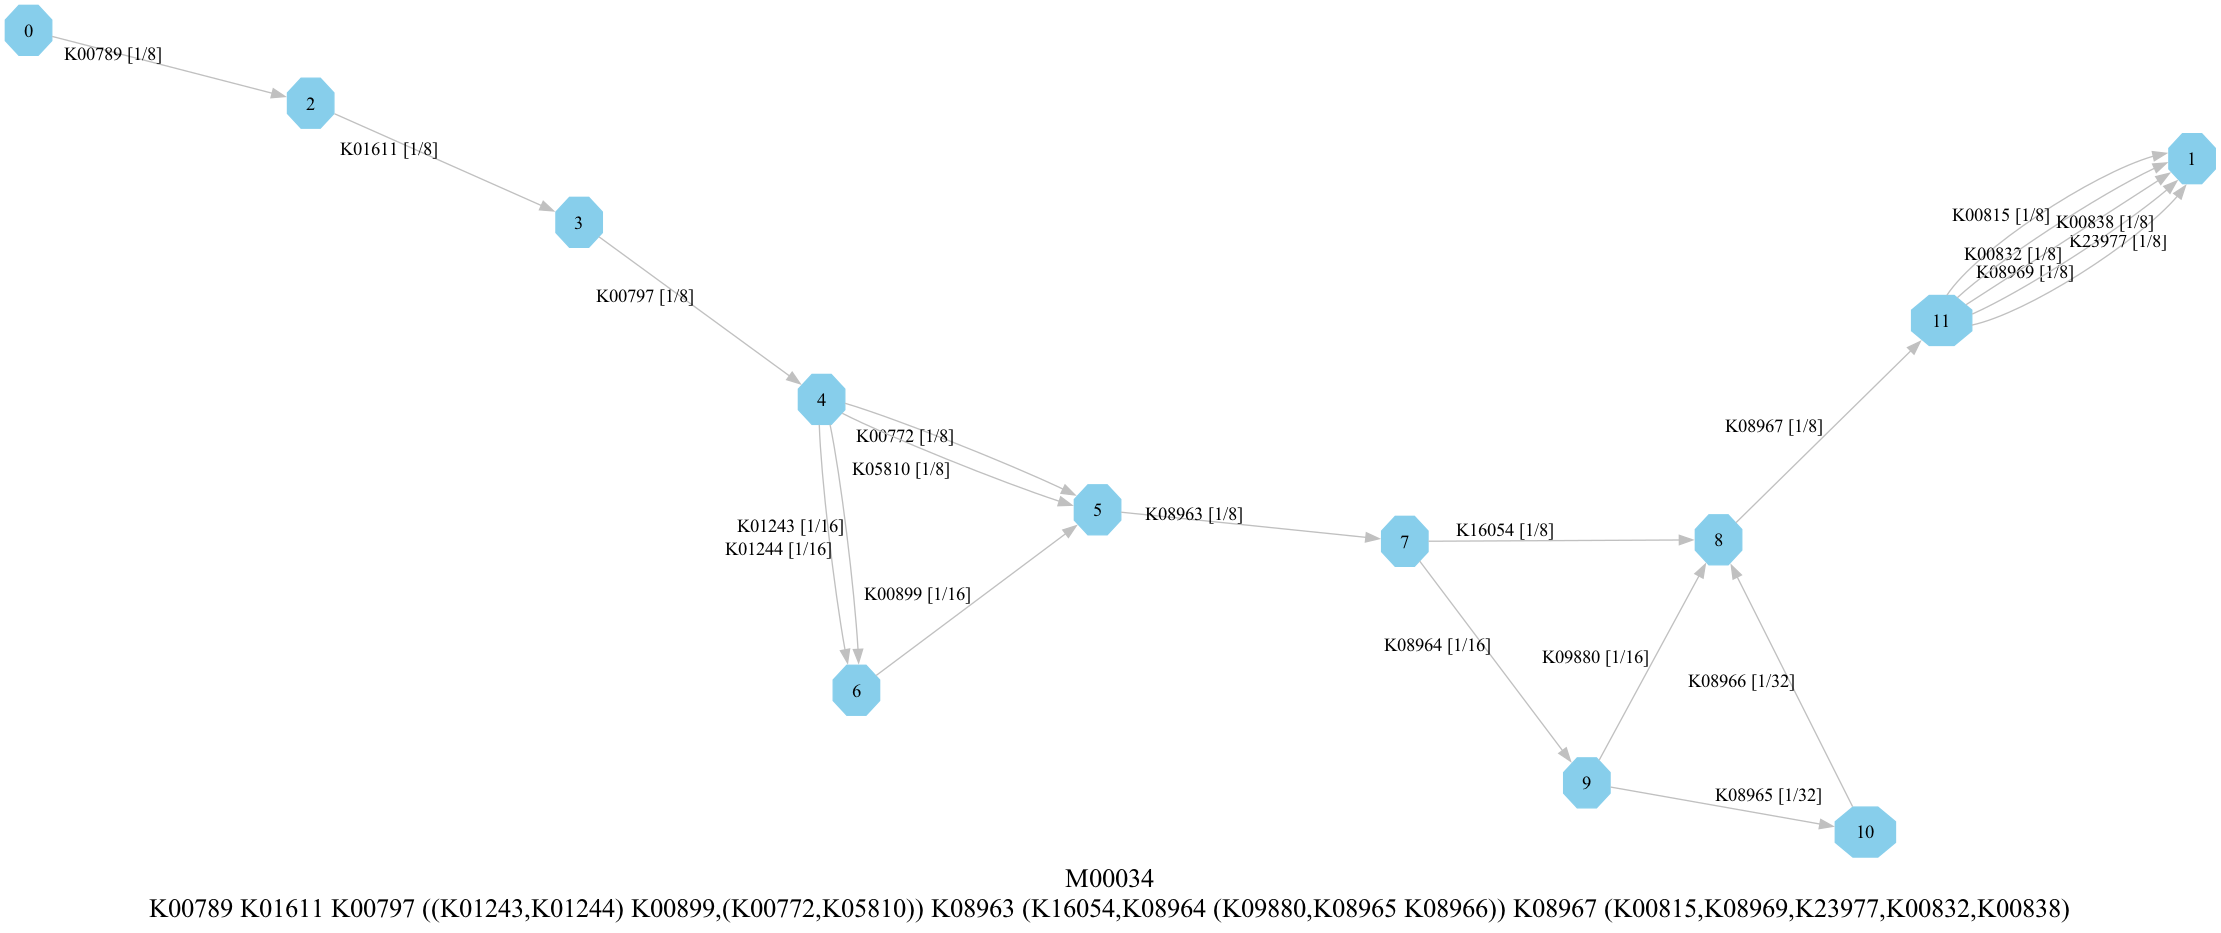 0
K00789 [1/8]
2
K01611 [1/8]
1
3
K00815 [1/8]
K00838 [1/8]
K23977 [1/8]
K00832 [1/8]
K08969 [1/8]
K00797 [1/8]
11
4
K00772 [1/8]
K08967 [1/8]
K05810 [1/8]
5
K08963 [1/8]
K01243 [1/16]
K01244 [1/16]
7
K16054 [1/8]
8
K00899 [1/16]
K08964 [1/16]
K09880 [1/16]
K08966 [1/32]
6
9
K08965 [1/32]
10
M00034
K00789 K01611 K00797 ((K01243,K01244) K00899,(K00772,K05810)) K08963 (K16054,K08964 (K09880,K08965 K08966)) K08967 (K00815,K08969,K23977,K00832,K00838)